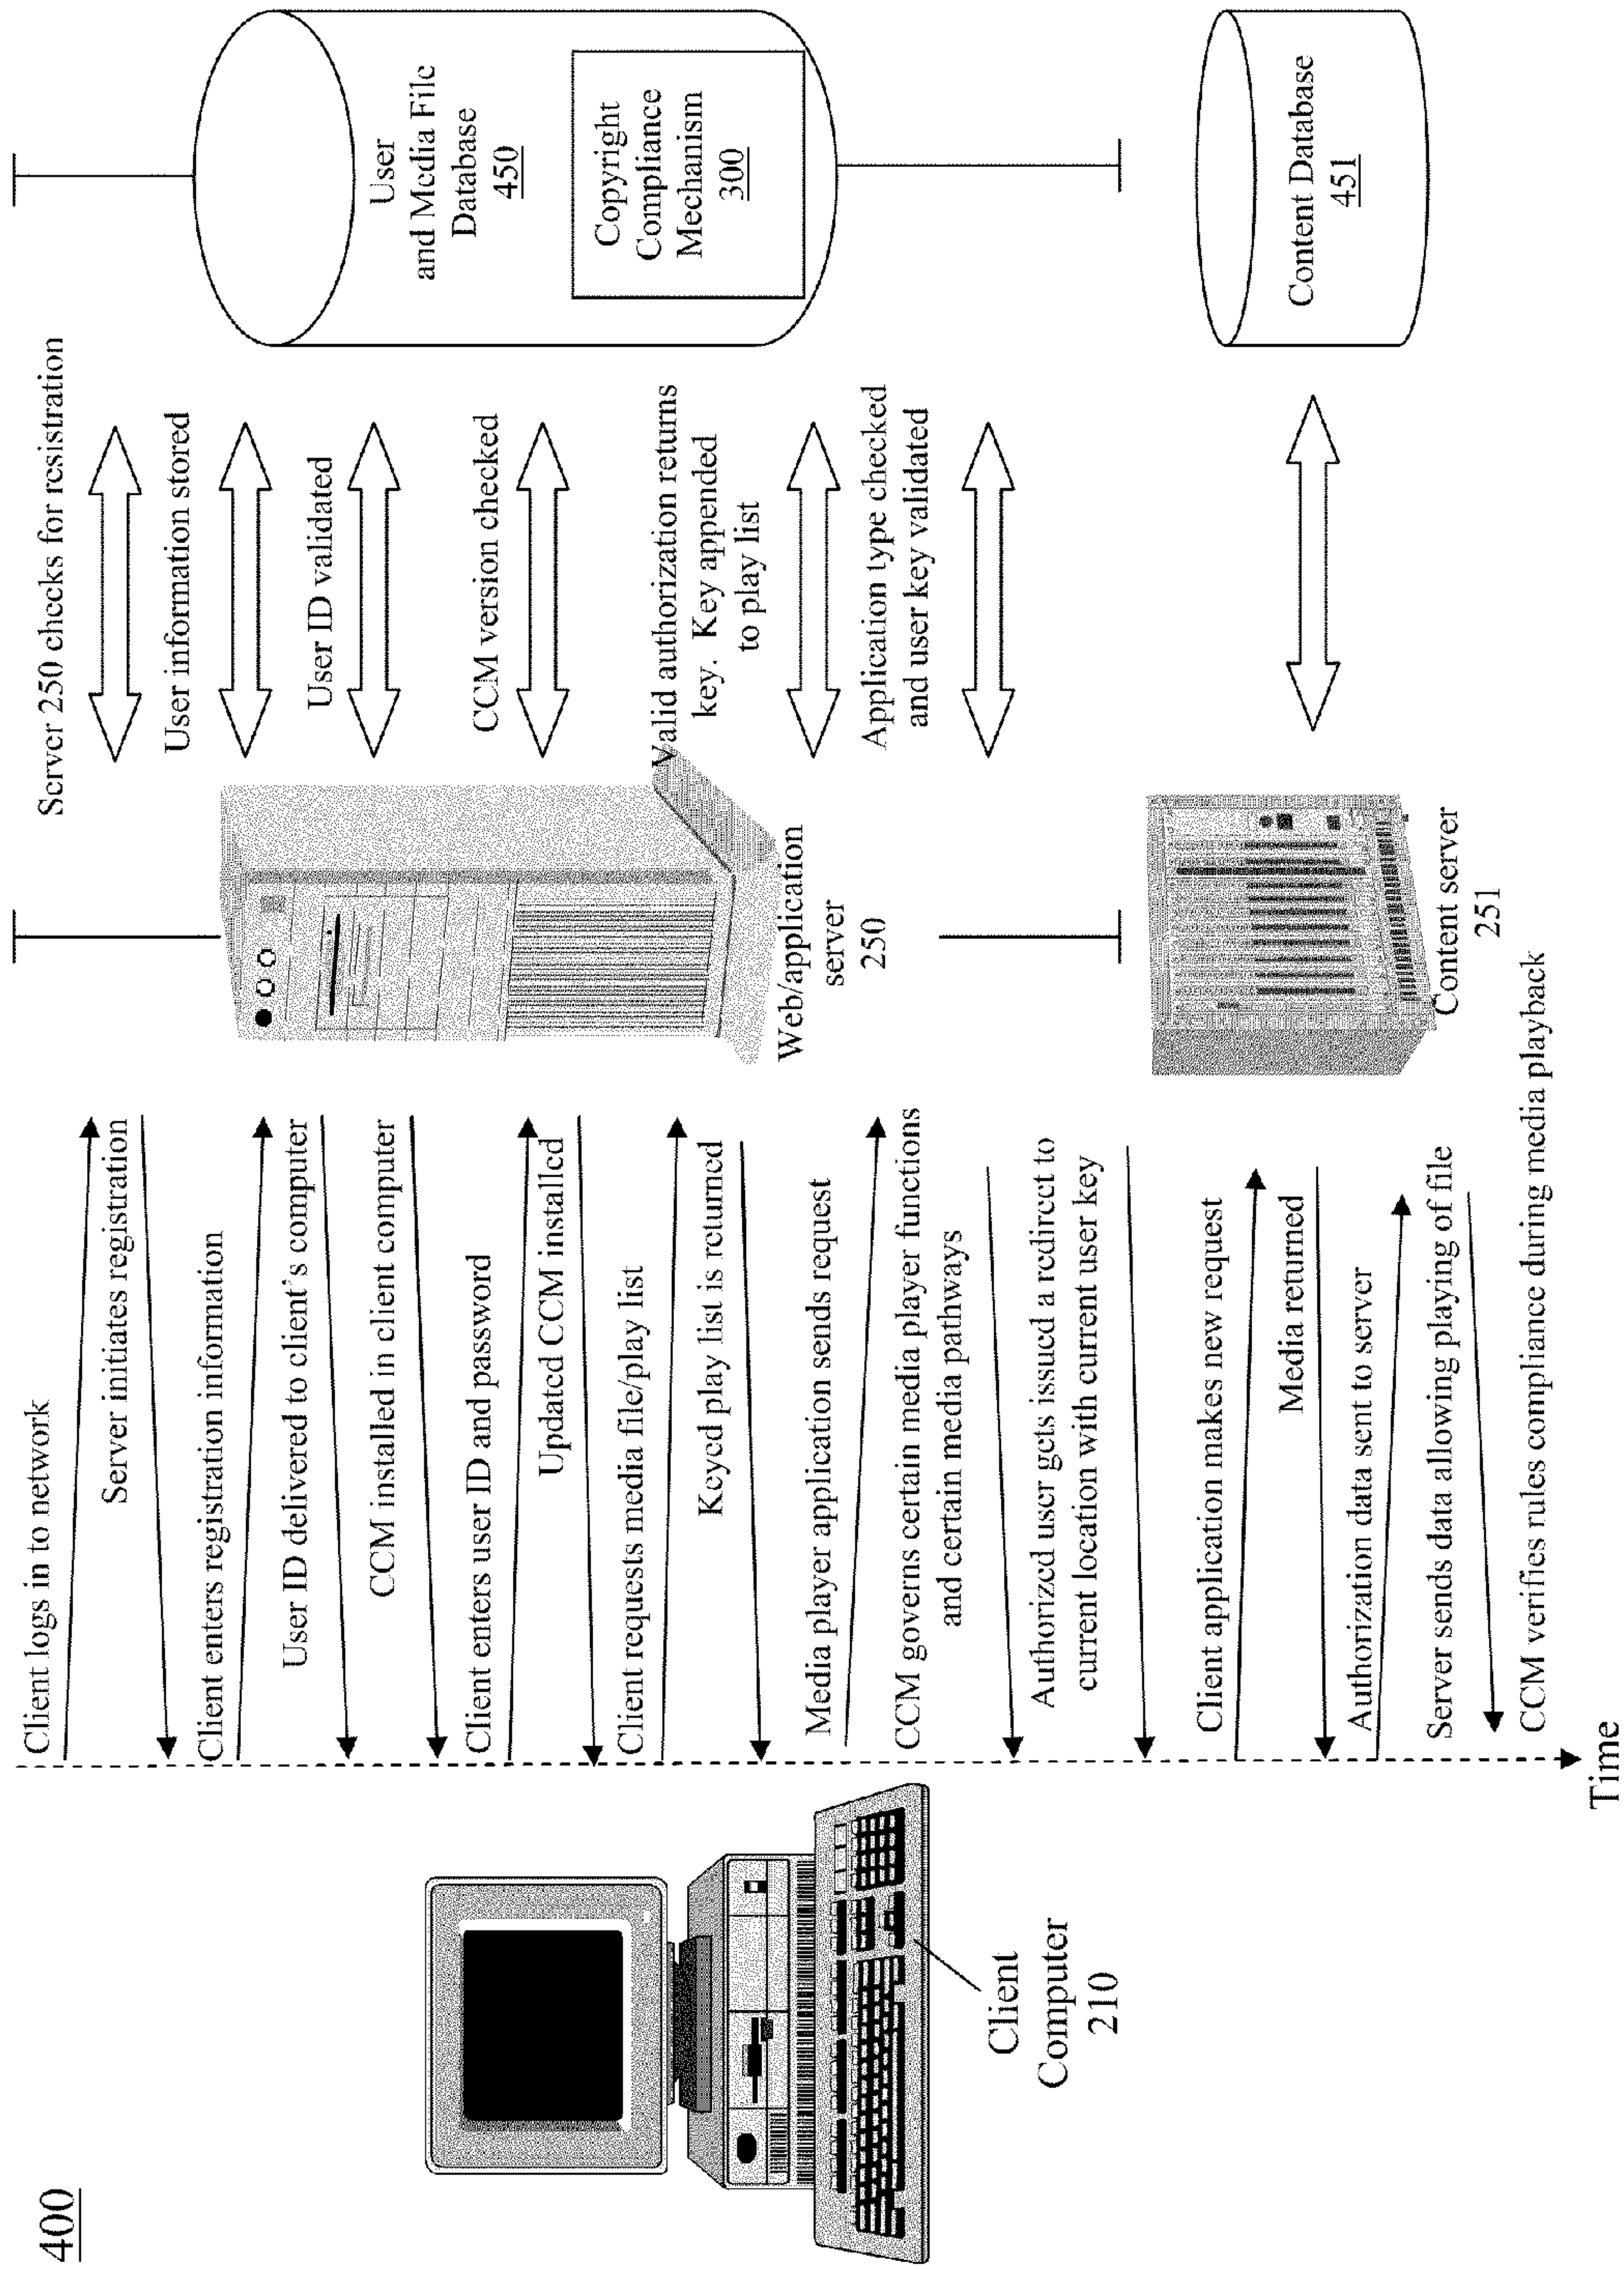 400
Client
Computer
210
Time
Client logs in to network
Server initiates registration
Client enters registration information
User ID delivered to client's computer
CCM installed in client computer
Client enters user ID and password
Updated CCM installed
Client requests media file/play list
Keyed play list is returned
Media player application sends request
CCM governs certain media player functions
and certain media pathways
Authorized user gets issued a redirect to
current location with current user key
Client application makes new request
Media returned
Authorization data sent to server
Server sends data allowing playing of file
CCM verifies rules compliance during media playback
Web/application
server
250
Content server
251
Server 250 checks for resistration
User information stored
User ID validated
CCM version checked
Valid authorization returns
key. Key appended
to play list
Application type checked
and user key validated
User
and Media File
Database
450
Copyright
Compliance
Mechanism
300
Content Database
451